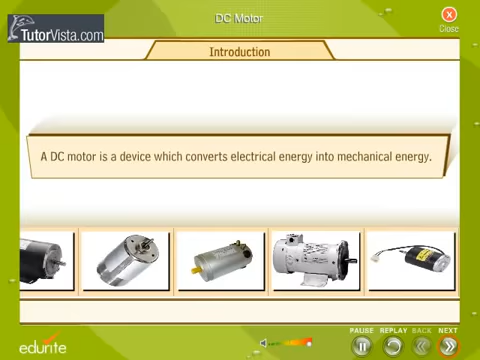 DC Motor
TutorVista.com
Close
Introduction
A DC motor is a device which converts electrical energy into mechanical energy.
PAUSE REPLAY BACK NEXT
edurite